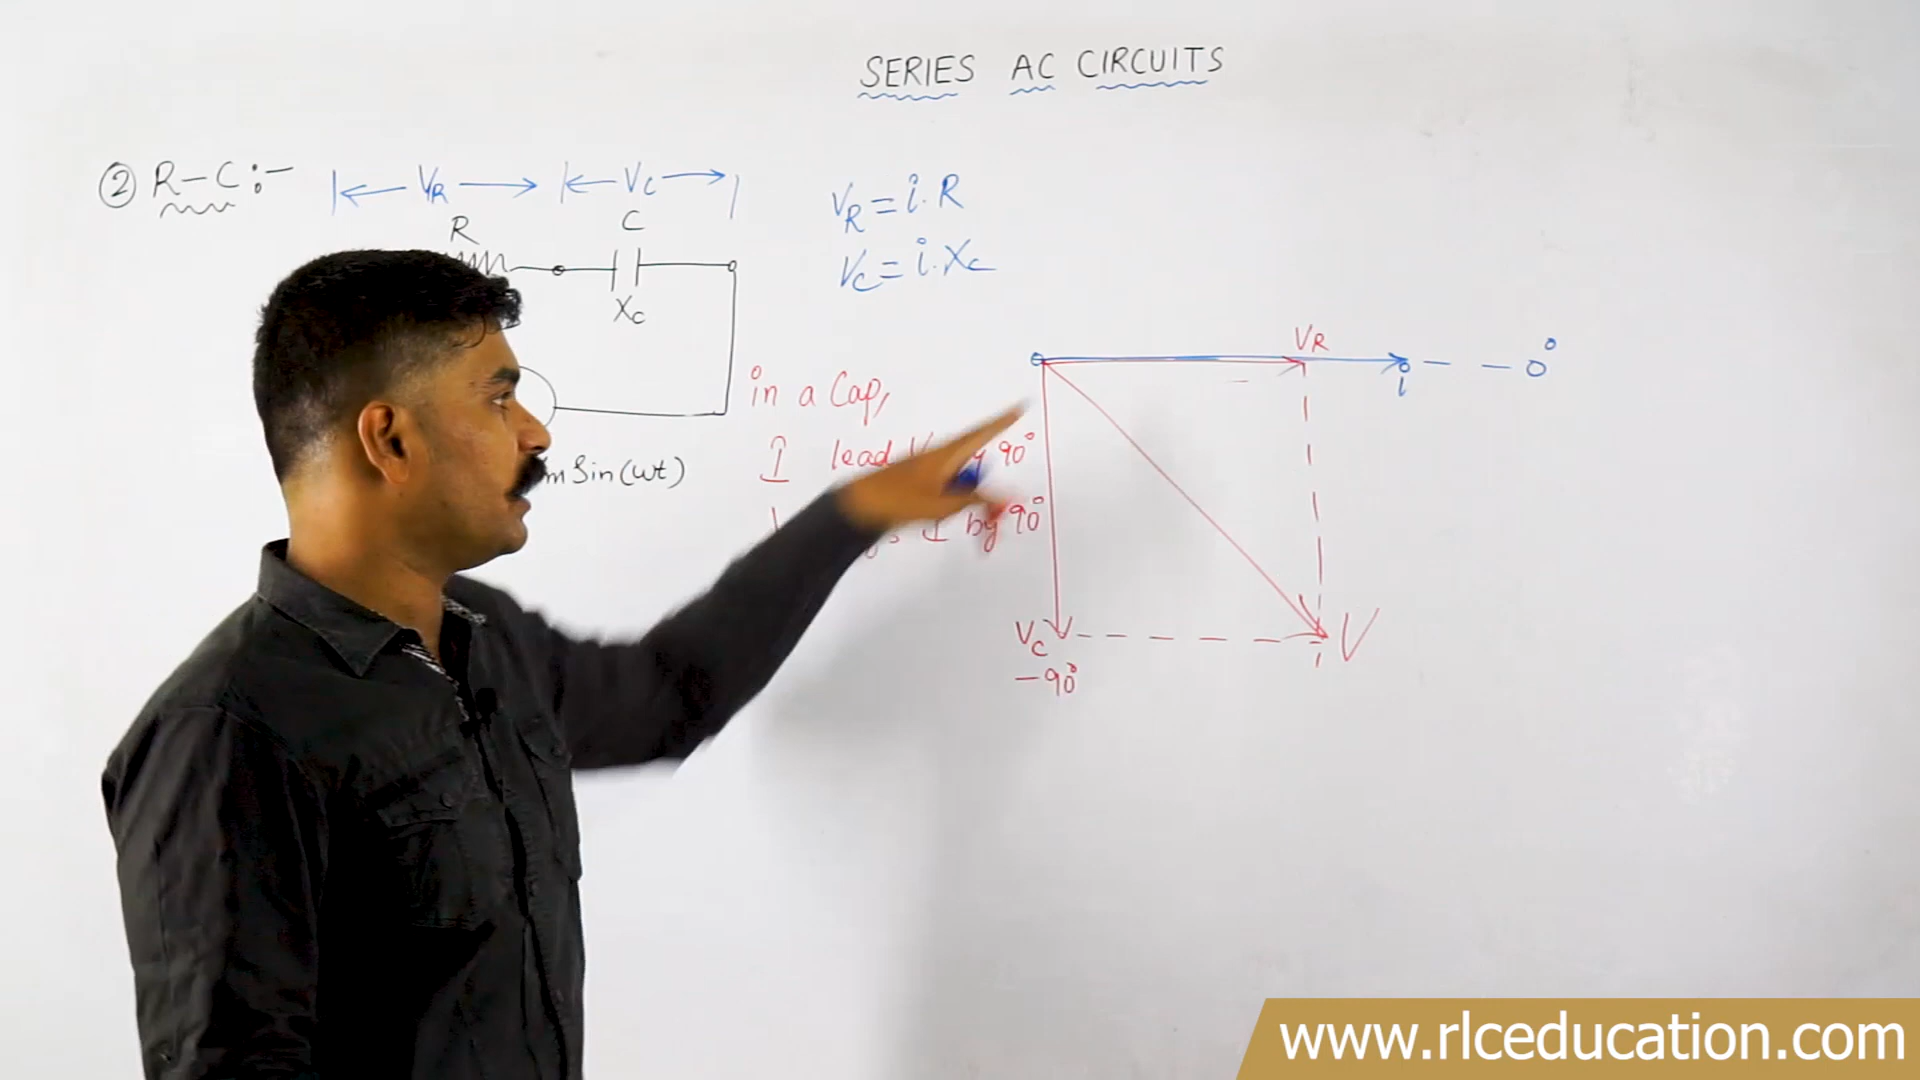 SERIES AC CIRCUITS
② R-C:-
VR
VC
R
C
XC
VR = i.R
VC = i.XC
mSin(ωt)
in a Cap,
I lead 90°
I by 90°
VR
i
0°
VC
-90°
V
www.rlceducation.com